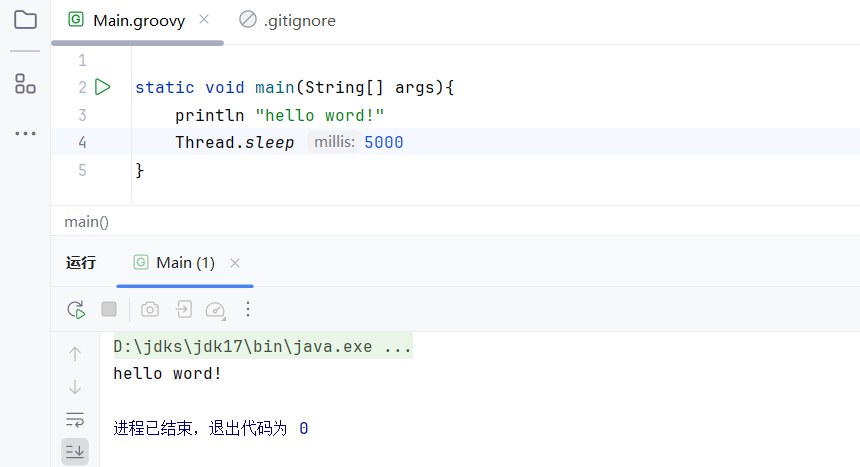 G Main.groovy ×
.gitignore
1
2 static void main(String[] args){
3 println "hello word!"
4 Thread.sleep millis: 5000
5 }
main()
运行 G Main (1) ×
D:\jdks\jdk17\bin\java.exe ...
hello word!
进程已结束，退出代码为 0